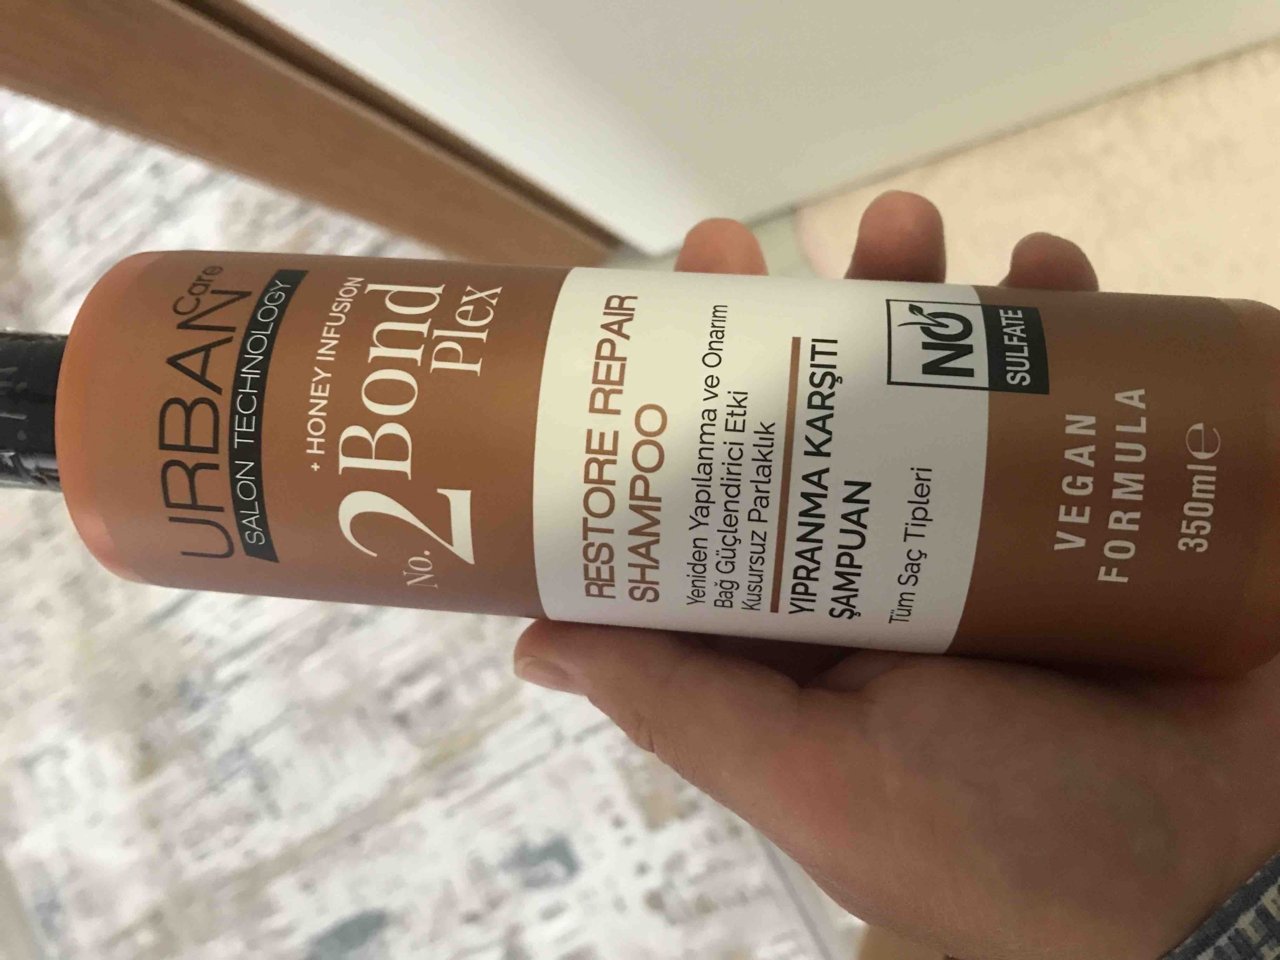 URBAN
Care
SALON TECHNOLOGY
+ HONEY INFUSION
No. 2 Bond
Plex
RESTORE REPAIR
SHAMPOO
Yeniden Yapılanma ve Onarım
Bağ Güçlendirici Etki
Kusursuz Parlaklık
YIPRANMA KARŞITI
ŞAMPUAN
Tüm Saç Tipleri
NO
SULFATE
VEGAN
FORMULA
350ml ℮